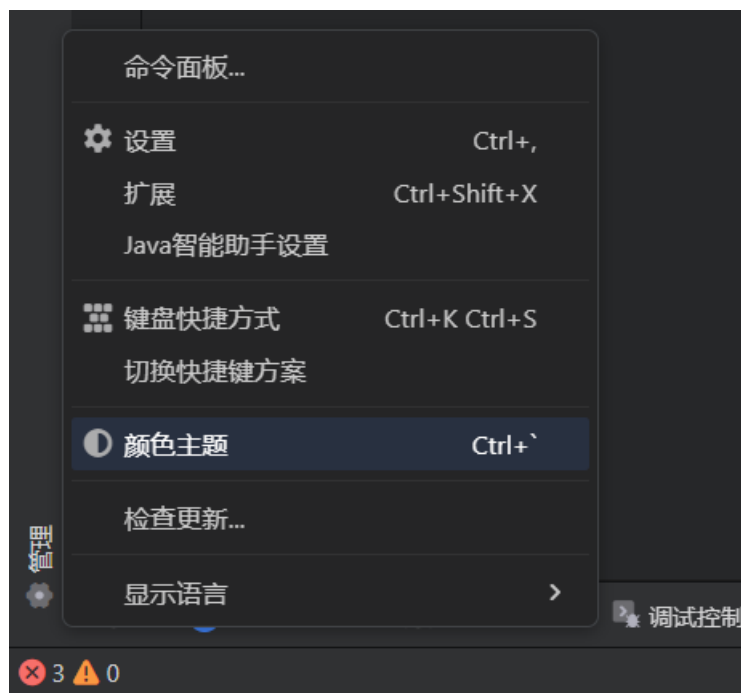 命令面板...
设置 Ctrl+,
扩展 Ctrl+Shift+X
Java智能助手设置
键盘快捷方式 Ctrl+K Ctrl+S
切换快捷键方案
颜色主题 Ctrl+`
检查更新...
显示语言
管理
调试控制
3 0